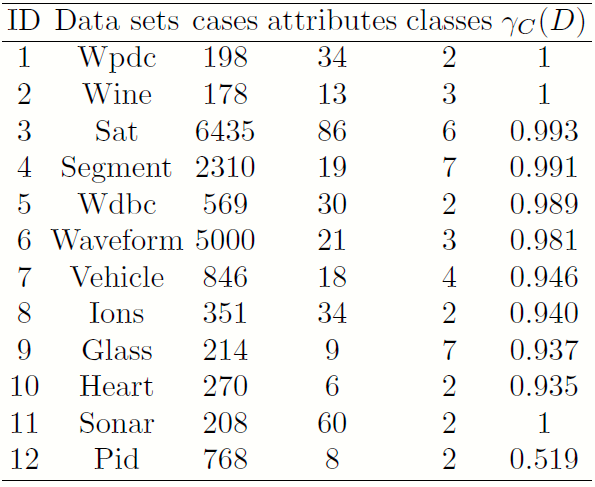 ID Data sets cases attributes classes γC(D)
1 Wpdc 198 34 2 1
2 Wine 178 13 3 1
3 Sat 6435 86 6 0.993
4 Segment 2310 19 7 0.991
5 Wdbc 569 30 2 0.989
6 Waveform 5000 21 3 0.981
7 Vehicle 846 18 4 0.946
8 Ions 351 34 2 0.940
9 Glass 214 9 7 0.937
10 Heart 270 6 2 0.935
11 Sonar 208 60 2 1
12 Pid 768 8 2 0.519